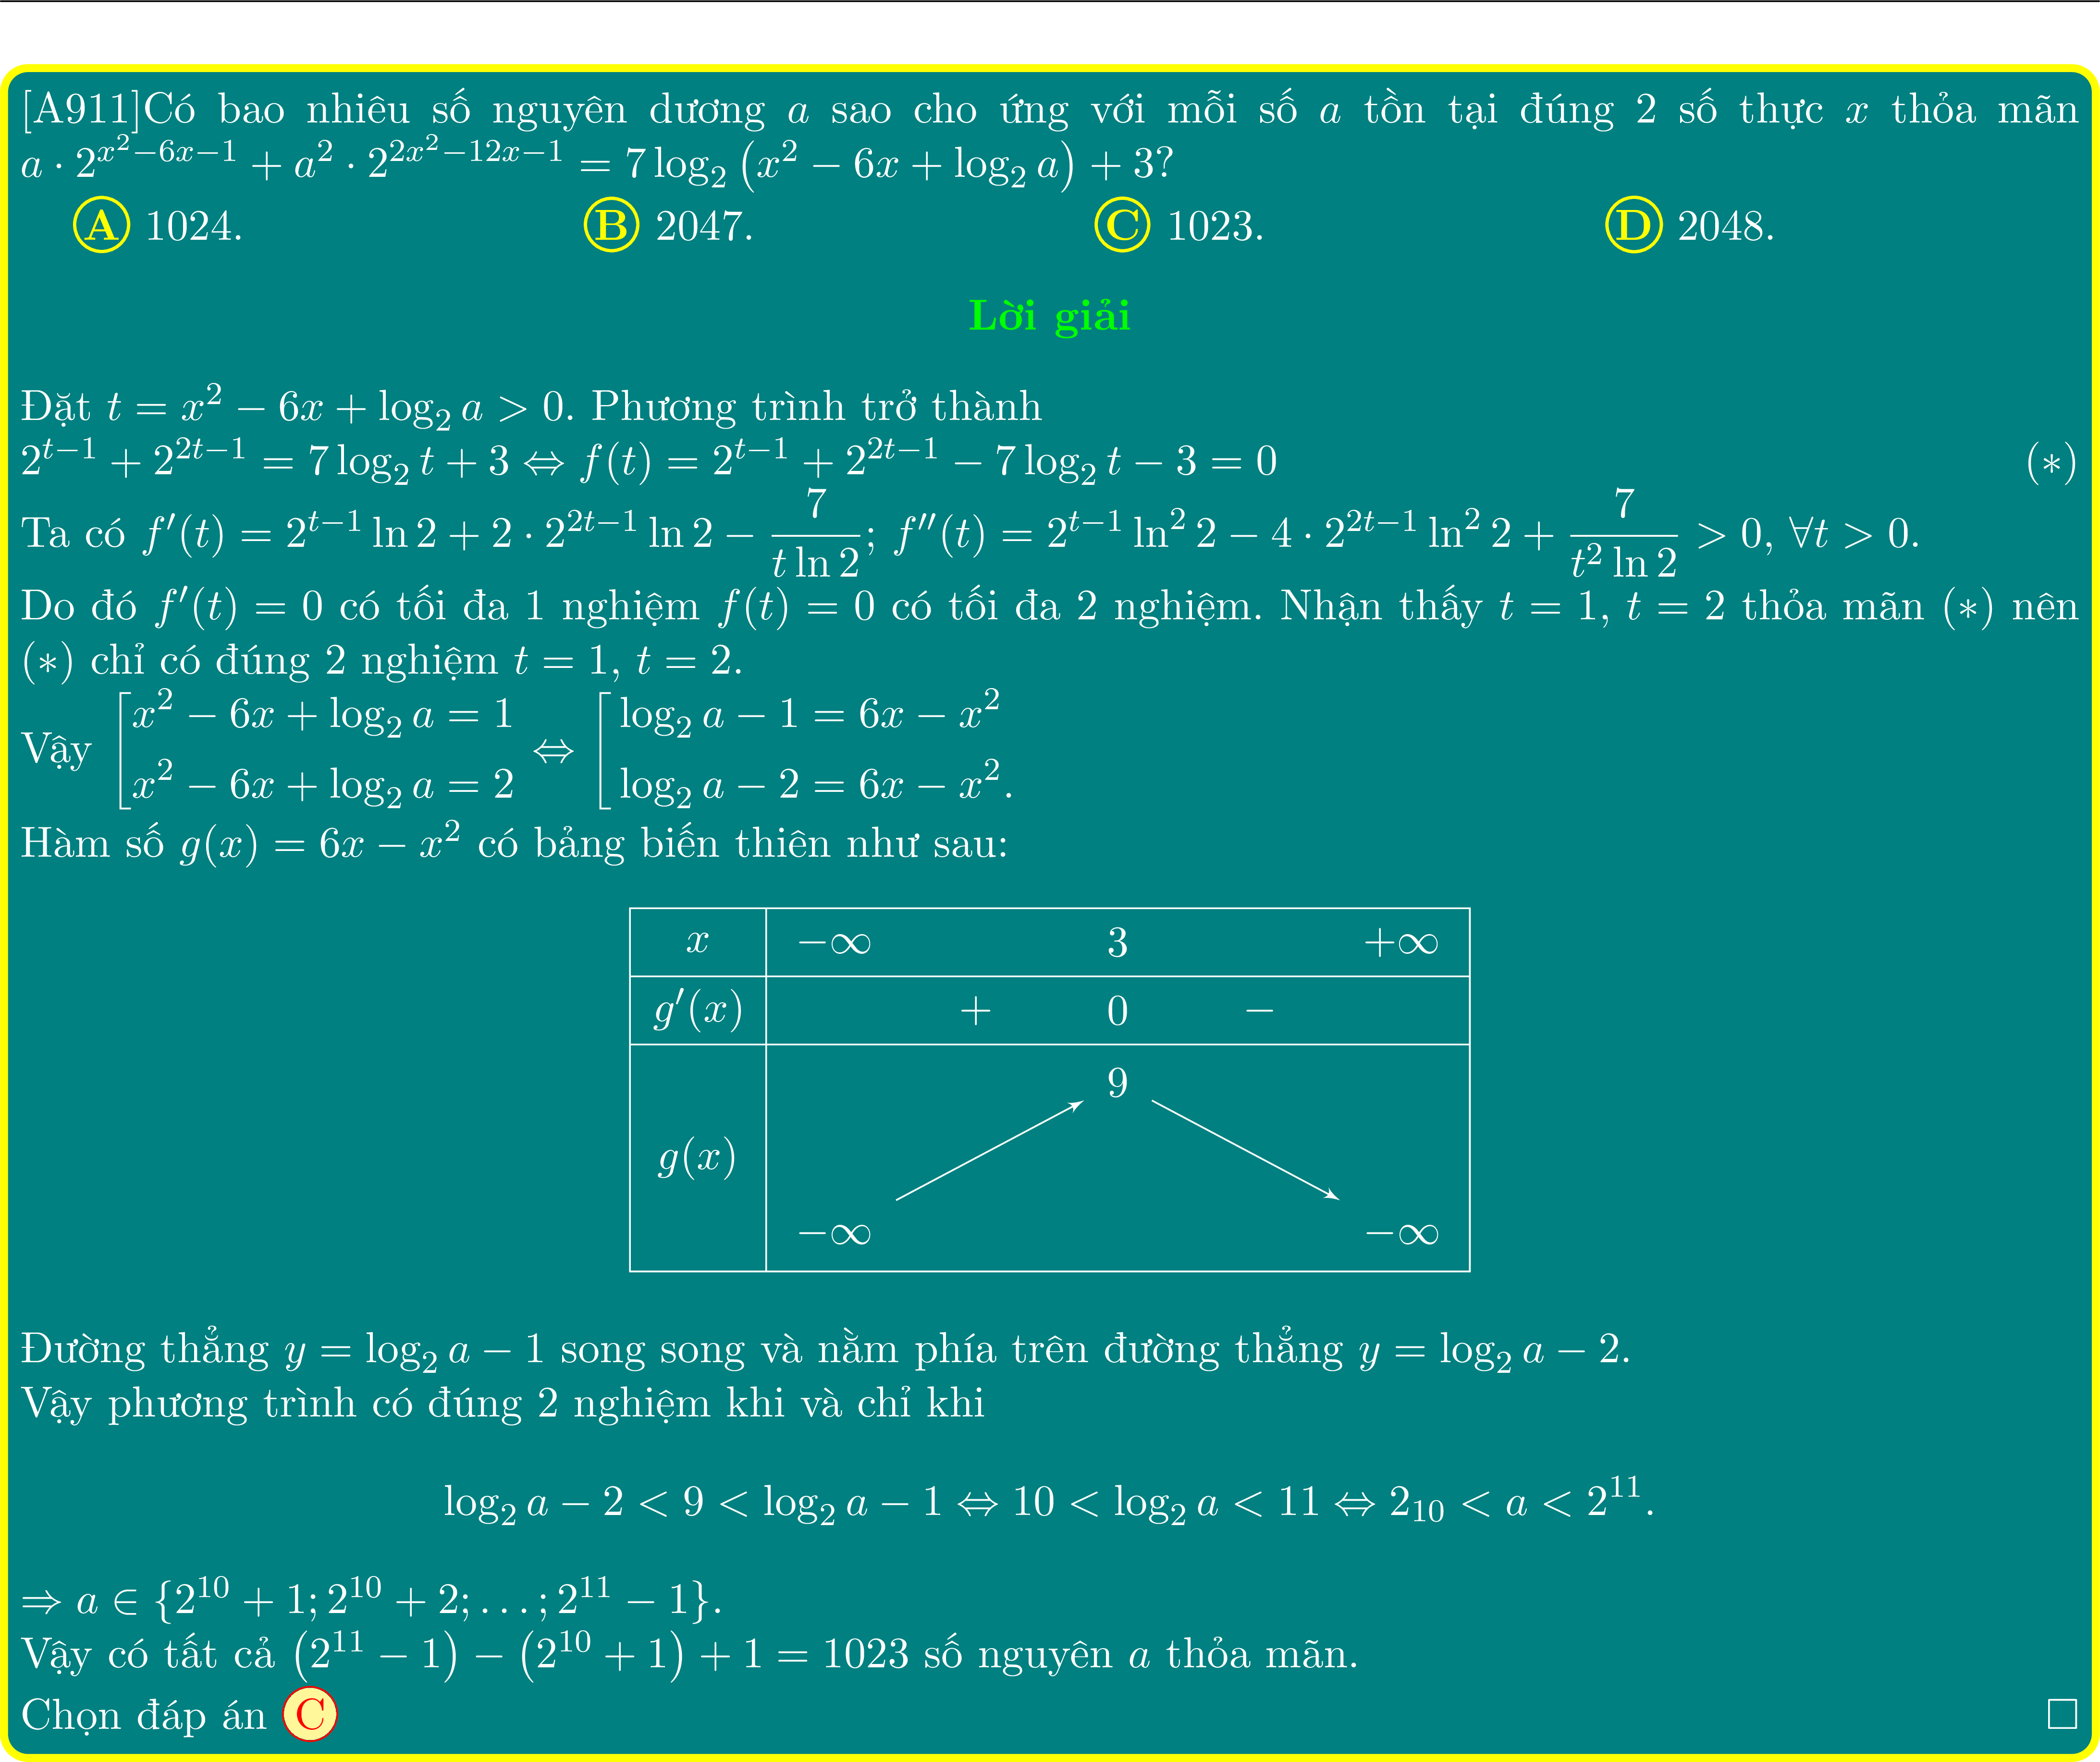 [A911]Có bao nhiêu số nguyên dương $a$ sao cho ứng với mỗi số $a$ tồn tại đúng 2 số thực $x$ thỏa mãn
$a \cdot 2^{x^2-6x-1} + a^2 \cdot 2^{2x^2-12x-1} = 7\log_2\left(x^2 - 6x + \log_2 a\right) + 3$?
A 1024. B 2047. C 1023. D 2048.
Lời giải
Đặt $t = x^2 - 6x + \log_2 a > 0$. Phương trình trở thành
$2^{t-1} + 2^{2t-1} = 7\log_2 t + 3 \Leftrightarrow f(t) = 2^{t-1} + 2^{2t-1} - 7\log_2 t - 3 = 0$ (∗)
Ta có $f'(t) = 2^{t-1}\ln 2 + 2 \cdot 2^{2t-1}\ln 2 - \dfrac{7}{t\ln 2}$; $f''(t) = 2^{t-1}\ln^2 2 - 4 \cdot 2^{2t-1}\ln^2 2 + \dfrac{7}{t^2\ln 2} > 0, \forall t > 0$.
Do đó $f'(t) = 0$ có tối đa 1 nghiệm $f(t) = 0$ có tối đa 2 nghiệm. Nhận thấy $t = 1$, $t = 2$ thỏa mãn (∗) nên
(∗) chỉ có đúng 2 nghiệm $t = 1$, $t = 2$.
Vậy $\left[\begin{array}{l} x^2 - 6x + \log_2 a = 1 \\ x^2 - 6x + \log_2 a = 2 \end{array}\right. \Leftrightarrow \left[\begin{array}{l} \log_2 a - 1 = 6x - x^2 \\ \log_2 a - 2 = 6x - x^2. \end{array}\right.$
Hàm số $g(x) = 6x - x^2$ có bảng biến thiên như sau:
$x$ $-\infty$ 3 $+\infty$
$g'(x)$ + 0 −
9
$g(x)$
$-\infty$ $-\infty$
Đường thẳng $y = \log_2 a - 1$ song song và nằm phía trên đường thẳng $y = \log_2 a - 2$.
Vậy phương trình có đúng 2 nghiệm khi và chỉ khi
$\log_2 a - 2 < 9 < \log_2 a - 1 \Leftrightarrow 10 < \log_2 a < 11 \Leftrightarrow 2_{10} < a < 2^{11}$.
$\Rightarrow a \in \{2^{10} + 1; 2^{10} + 2; \ldots; 2^{11} - 1\}$.
Vậy có tất cả $\left(2^{11} - 1\right) - \left(2^{10} + 1\right) + 1 = 1023$ số nguyên $a$ thỏa mãn.
Chọn đáp án C □